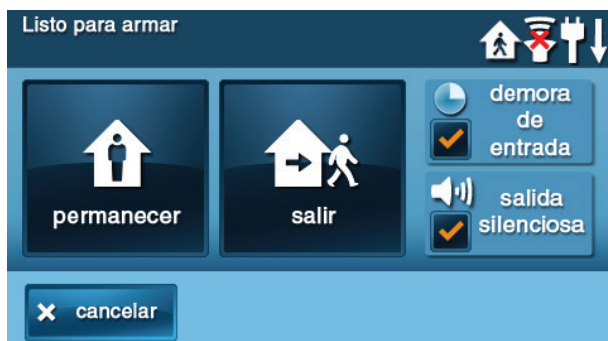 Listo para armar
permanecer
salir
demora
de
entrada
salida
silenciosa
cancelar